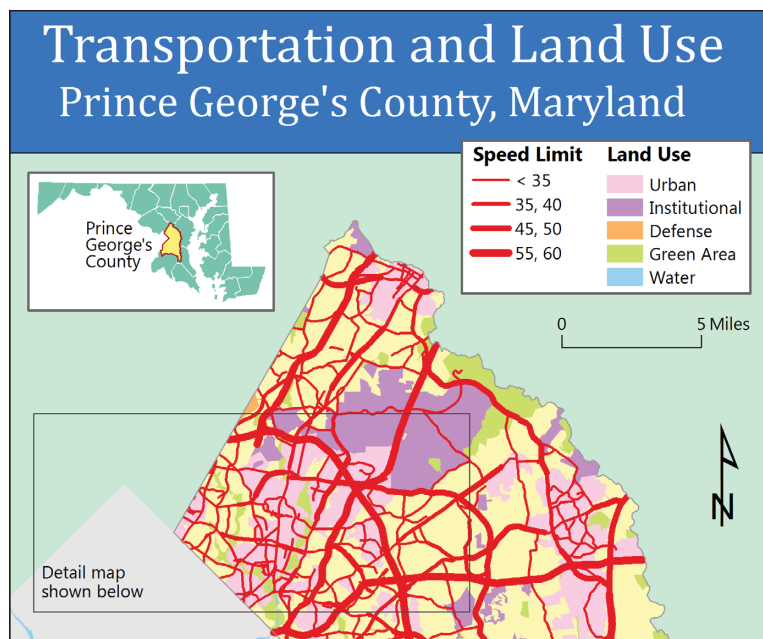 Transportation and Land Use
Prince George's County, Maryland
Speed Limit
< 35
35, 40
45, 50
55, 60
Land Use
Urban
Institutional
Defense
Green Area
Water
Prince
George's
County
0 5 Miles
N
Detail map
shown below